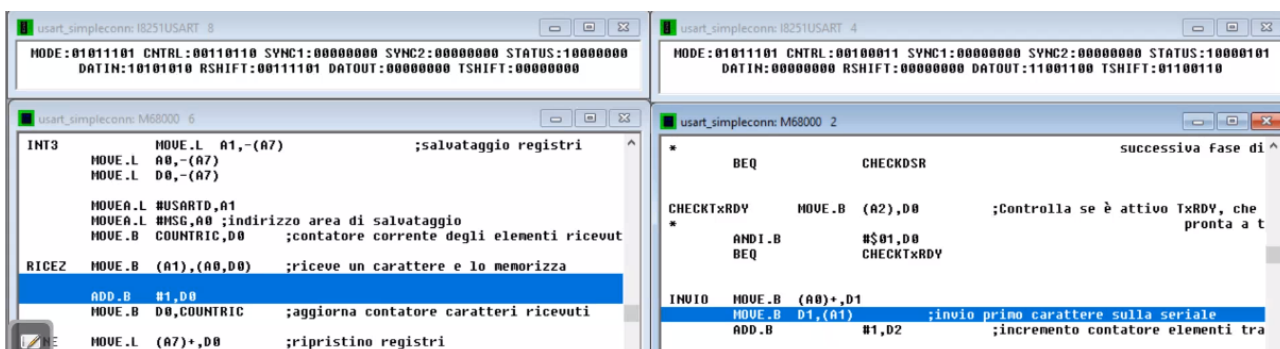 usart_simpleconn: I8251USART 8
MODE:01011101 CNTRL:00110110 SYNC1:00000000 SYNC2:00000000 STATUS:10000000
DATIN:10101010 RSHIFT:00111101 DATOUT:00000000 TSHIFT:00000000
usart_simpleconn: I8251USART 4
MODE:01011101 CNTRL:00100011 SYNC1:00000000 SYNC2:00000000 STATUS:10000101
DATIN:00000000 RSHIFT:00000000 DATOUT:11001100 TSHIFT:01100110
usart_simpleconn: M68000 6
INT3 MOVE.L A1,-(A7) ;salvataggio registri
MOVE.L A0,-(A7)
MOVE.L D0,-(A7)
MOVEA.L #USARTD,A1
MOVEA.L #MSG,A0 ;indirizzo area di salvataggio
MOVE.B COUNTRIC,D0 ;contatore corrente degli elementi ricevut
RICEZ MOVE.B (A1),(A0,D0) ;riceve un carattere e lo memorizza
ADD.B #1,D0
MOVE.B D0,COUNTRIC ;aggiorna contatore caratteri ricevuti
NE MOVE.L (A7)+,D0 ;ripristino registri
usart_simpleconn: M68000 2
* successiva fase di
BEQ CHECKDSR
CHECKTxRDY MOVE.B (A2),D0 ;Controlla se è attivo TxRDY, che
* pronta a t
ANDI.B #$01,D0
BEQ CHECKTxRDY
INVIO MOVE.B (A0)+,D1
MOVE.B D1,(A1) ;invio primo carattere sulla seriale
ADD.B #1,D2 ;incremento contatore elementi tra